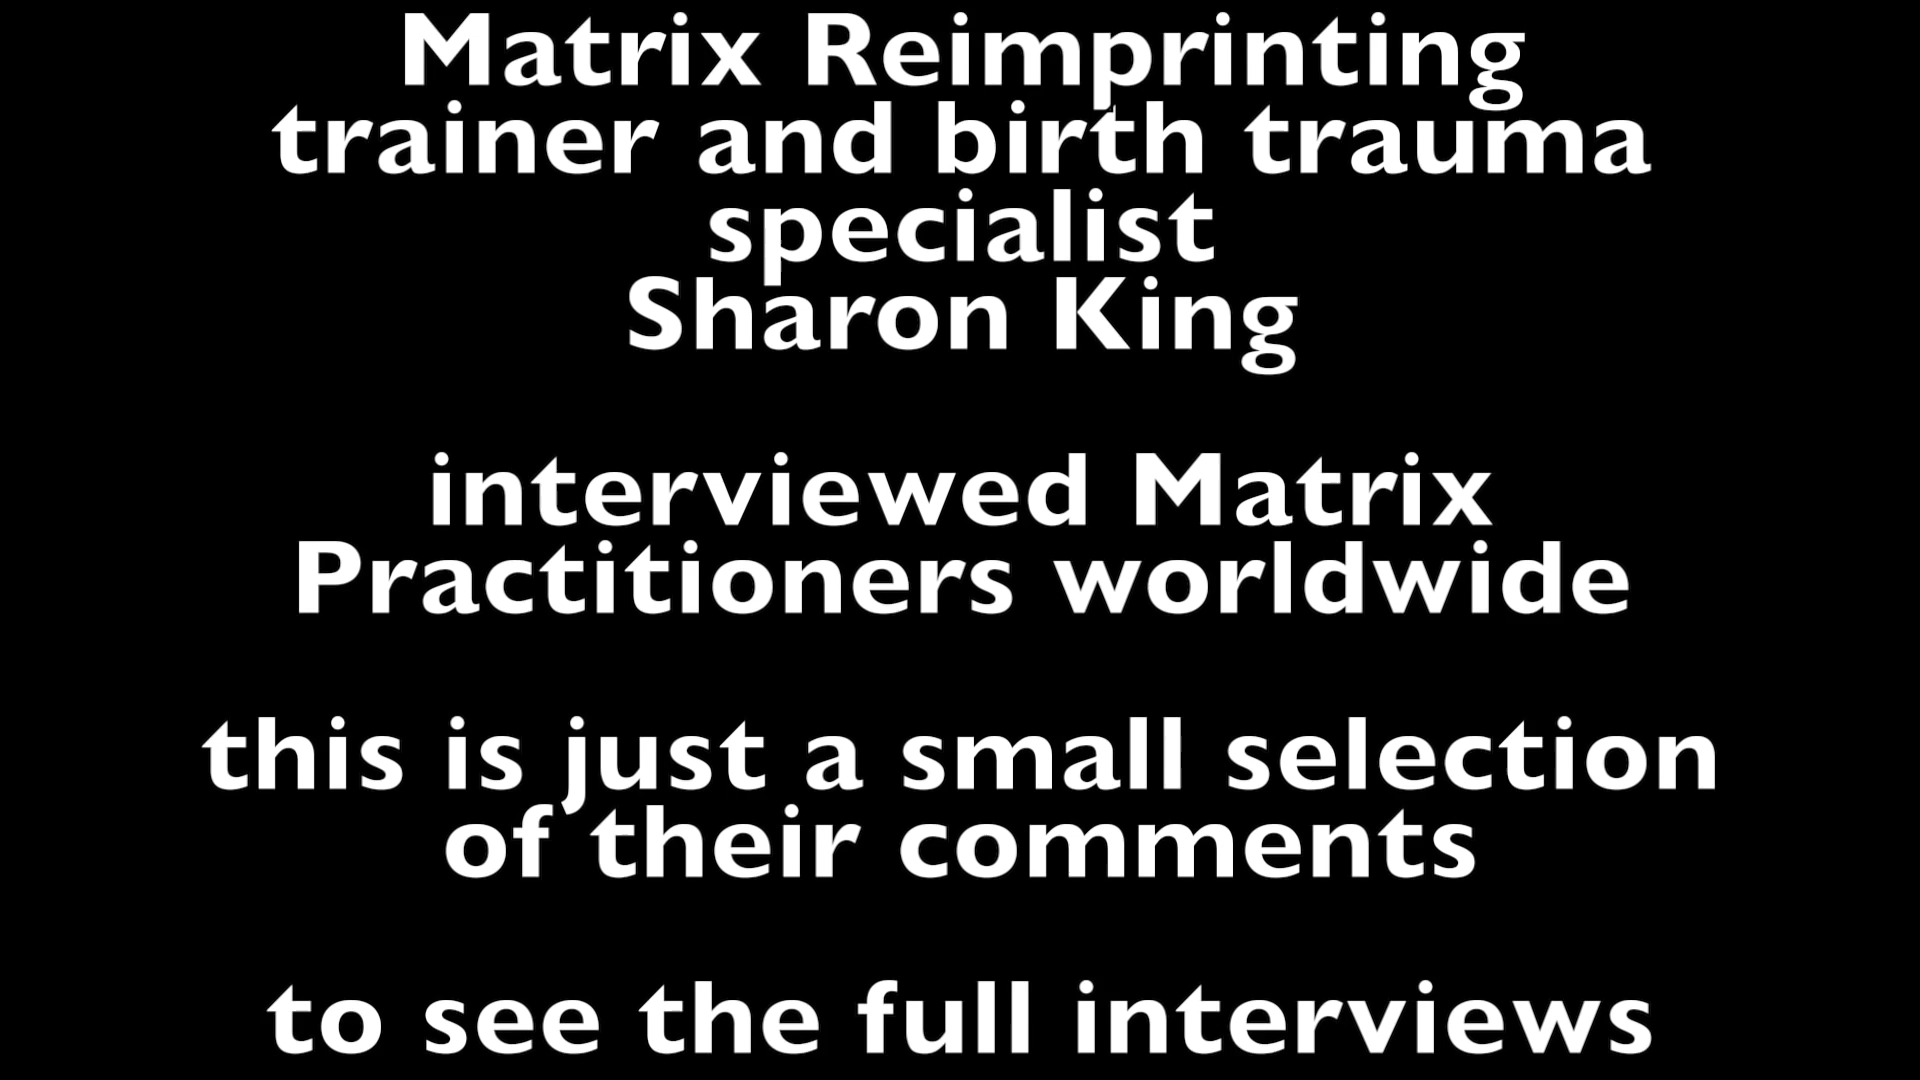 Matrix Reimprinting
trainer and birth trauma
specialist
Sharon King
interviewed Matrix
Practitioners worldwide
this is just a small selection
of their comments
to see the full interviews